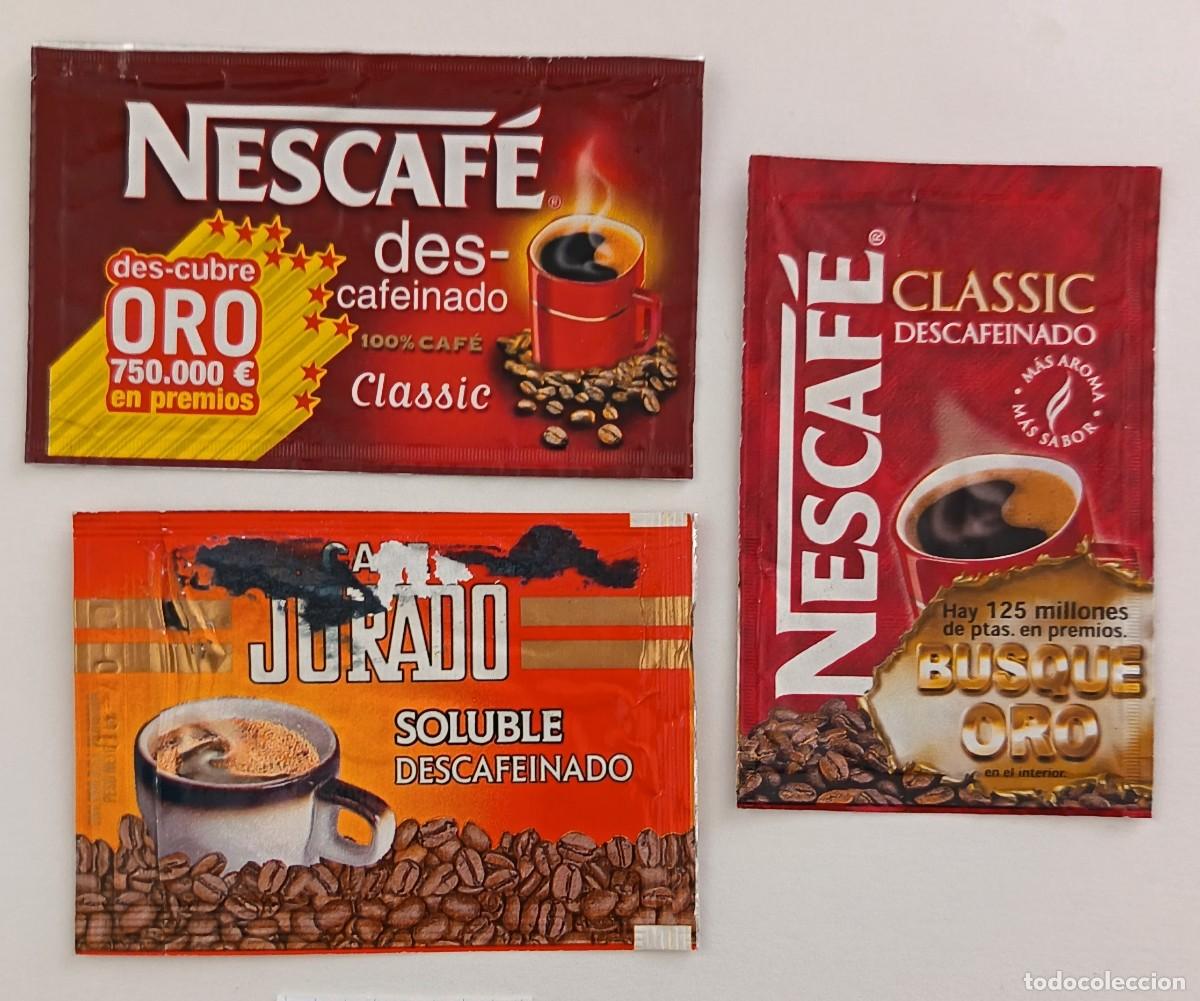 NESCAFÉ®
des-
cafeinado
100% CAFÉ
Classic
des-cubre
ORO
750.000 €
en premios
NESCAFÉ®
CLASSIC
DESCAFEINADO
MÁS AROMA
MÁS SABOR
Hay 125 millones
de ptas. en premios.
BUSQUE
ORO
en el interior.
JURADO
SOLUBLE
DESCAFEINADO
todocoleccion